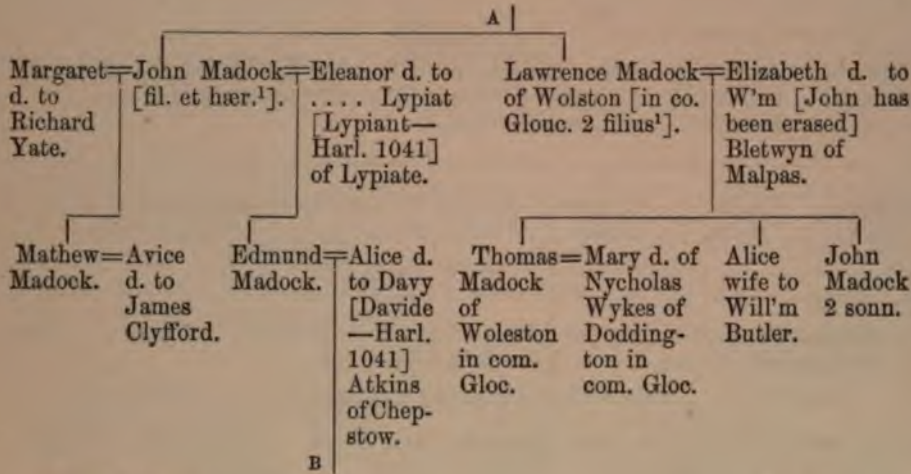 A
Margaret=John Madock=Eleanor d. to
d. to [fil. et hær.¹]. .... Lypiat
Richard [Lypiant—
Yate. Harl. 1041]
of Lypiate.
Lawrence Madock=Elizabeth d. to
of Wolston [in co. W'm [John has
Glouc. 2 filius¹]. been erased]
Bletwyn of
Malpas.
Mathew=Avice
Madock. d. to
James
Clyfford.
Edmund=Alice d.
Madock. to Davy
[Davide
—Harl.
1041]
Atkins
of Chep-
stow.
Thomas=Mary d. of
Madock Nycholas
of Wykes of
Woleston Dodding-
in com. ton in
Gloc. com. Gloc.
Alice
wife to
Will'm
Butler.
John
Madock
2 sonn.
B